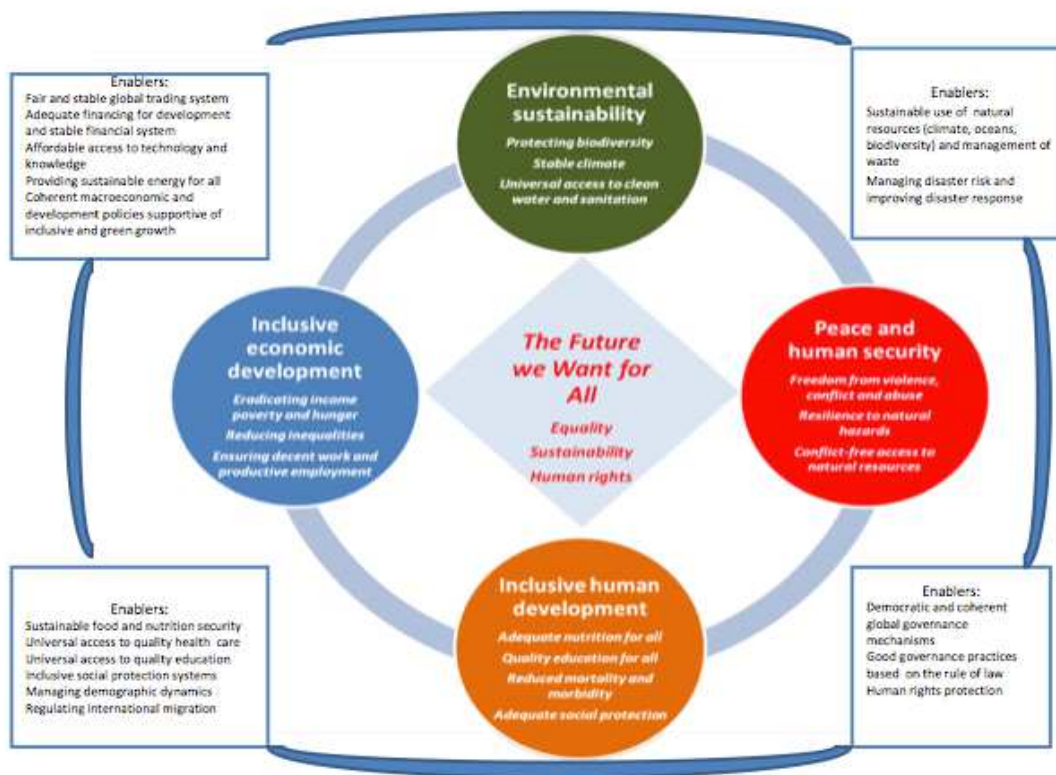 Enablers:
Fair and stable global trading system
Adequate financing for development
and stable financial system
Affordable access to technology and
knowledge
Providing sustainable energy for all
Coherent macroeconomic and
development policies supportive of
inclusive and green growth
Environmental
sustainability
Protecting biodiversity
Stable climate
Universal access to clean
water and sanitation
Enablers:
Sustainable use of natural
resources (climate, oceans,
biodiversity) and management of
waste
Managing disaster risk and
improving disaster response
Inclusive
economic
development
Eradicating income
poverty and hunger
Reducing inequalities
Ensuring decent work and
productive employment
The Future
we Want for
All
Equality
Sustainability
Human rights
Peace and
human security
Freedom from violence,
conflict and abuse
Resilience to natural
hazards
Conflict-free access to
natural resources
Enablers:
Sustainable food and nutrition security
Universal access to quality health care
Universal access to quality education
Inclusive social protection systems
Managing demographic dynamics
Regulating international migration
Inclusive human
development
Adequate nutrition for all
Quality education for all
Reduced mortality and
morbidity
Adequate social protection
Enablers:
Democratic and coherent
global governance
mechanisms
Good governance practices
based on the rule of law
Human rights protection